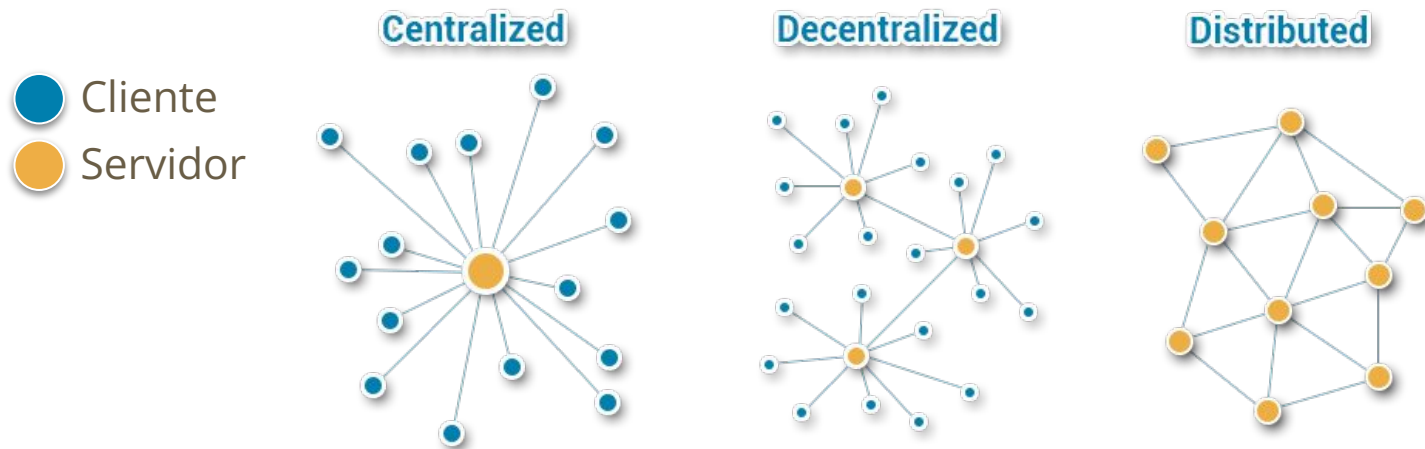 Centralized
Decentralized
Distributed
Cliente
Servidor